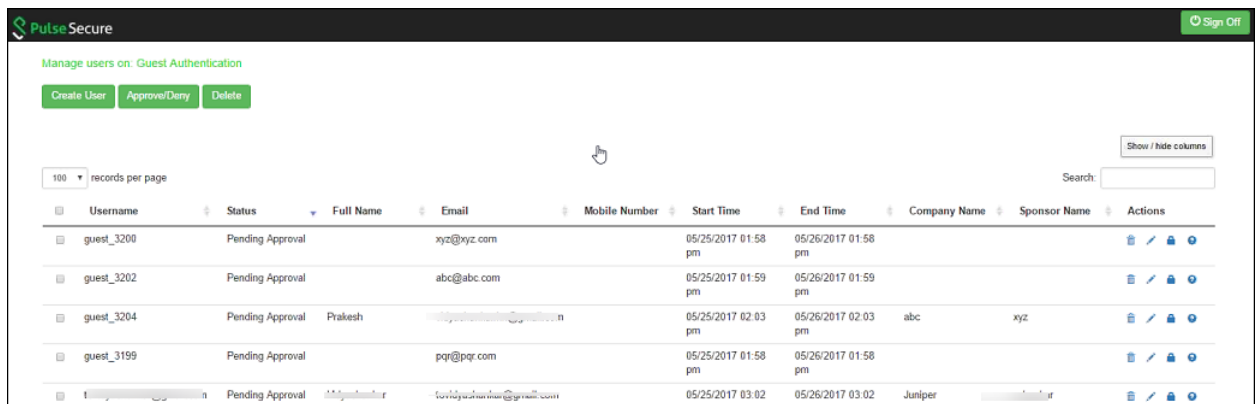 Pulse Secure
Sign Off
Manage users on: Guest Authentication
Create User Approve/Deny Delete
Show / hide columns
100 records per page Search:
Username Status Full Name Email Mobile Number Start Time End Time Company Name Sponsor Name Actions
guest_3200 Pending Approval xyz@xyz.com 05/25/2017 01:58 05/26/2017 01:58
pm pm
guest_3202 Pending Approval abc@abc.com 05/25/2017 01:59 05/26/2017 01:59
pm pm
guest_3204 Pending Approval Prakesh 05/25/2017 02:03 05/26/2017 02:03 abc xyz
pm pm
guest_3199 Pending Approval pqr@pqr.com 05/25/2017 01:58 05/26/2017 01:58
pm pm
Pending Approval 05/25/2017 03:02 05/26/2017 03:02 Juniper